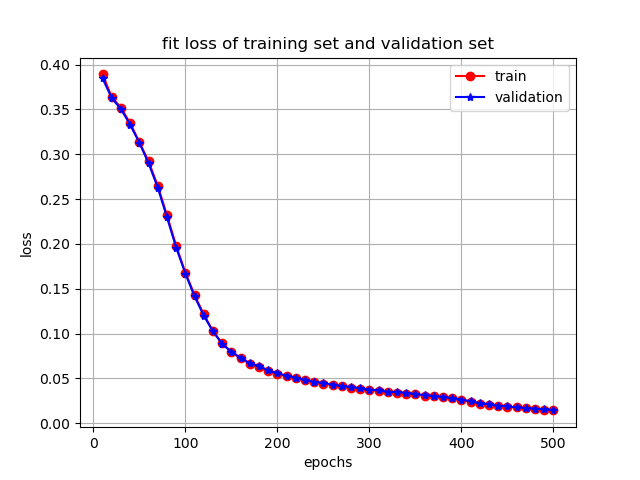 fit loss of training set and validation set
train
validation
0.40
0.35
0.30
0.25
0.20
0.15
0.10
0.05
0.00
loss
0 100 200 300 400 500
epochs